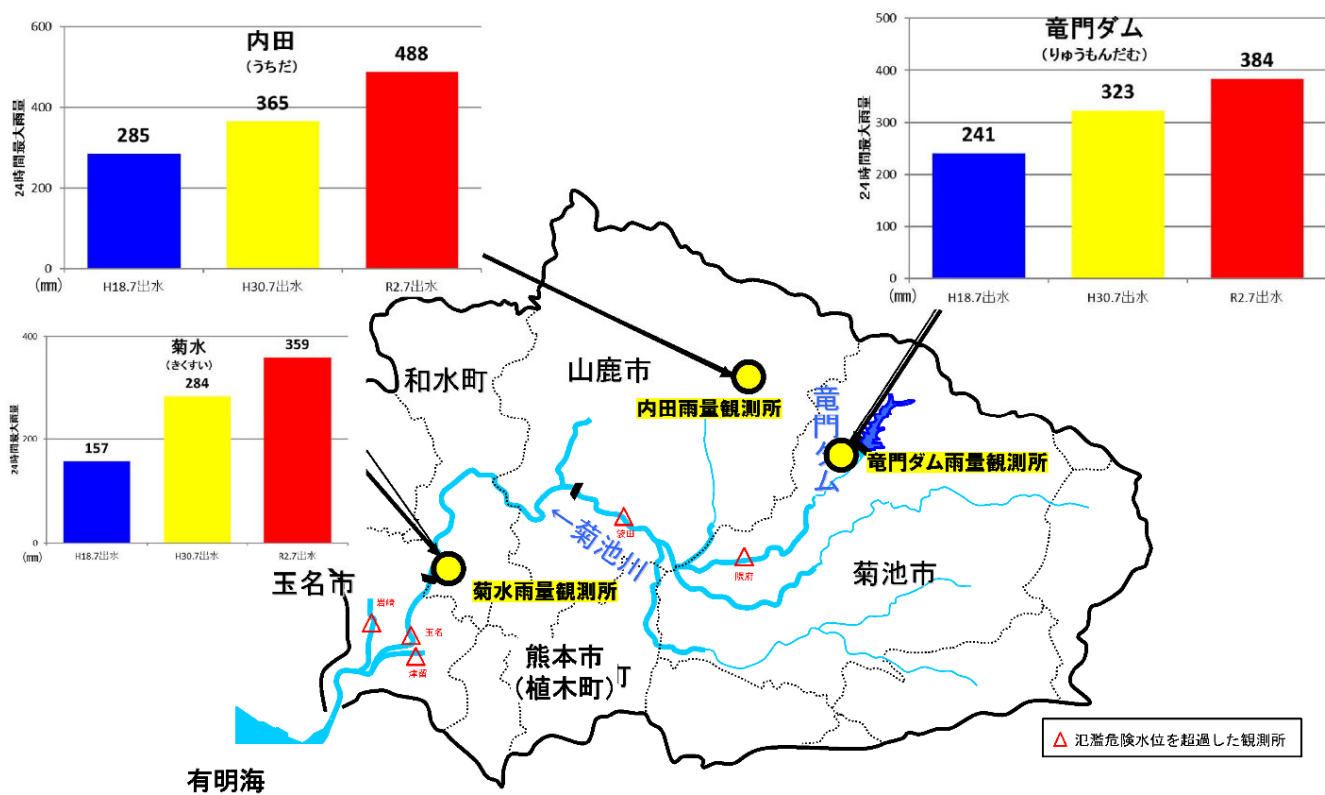 内田
(うちだ)
24時間最大雨量
600
400
200
0
285
365
488
(mm)
H18.7出水
H30.7出水
R2.7出水
竜門ダム
(りゅうもんだむ)
24時間最大雨量
500
400
300
200
100
0
241
323
384
(mm)
H18.7出水
H30.7出水
R2.7出水
菊水
(きくすい)
24時間最大雨量
400
200
0
157
284
359
(mm)
H18.7出水
H30.7出水
R2.7出水
和水町
山鹿市
内田雨量観測所
竜門ダム
竜門ダム雨量観測所
袋田
←菊池川
隈府
菊池市
玉名市
菊水雨量観測所
岩崎
玉名
津留
熊本市
(植木町)町
有明海
△ 氾濫危険水位を超過した観測所